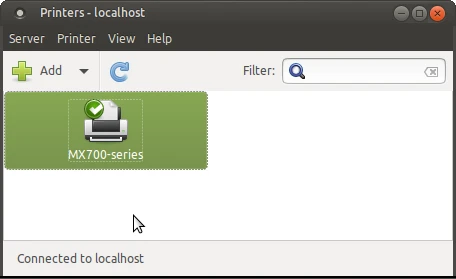 Printers - localhost
Server Printer View Help
Add Filter:
MX700-series
Connected to localhost